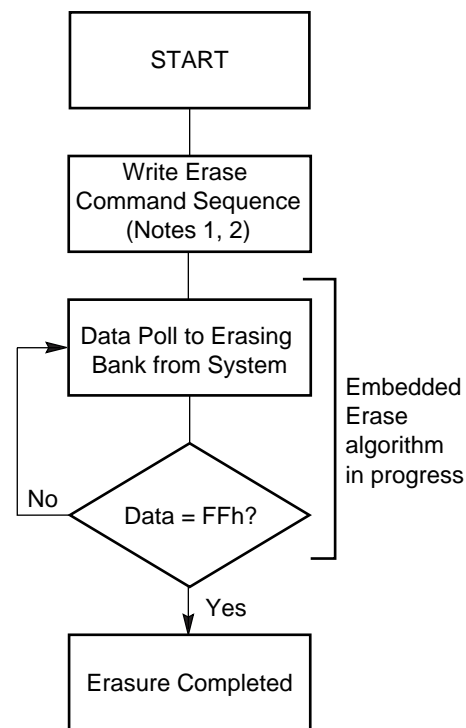 START
Write Erase
Command Sequence
(Notes 1, 2)
Data Poll to Erasing
Bank from System
Embedded
Erase
algorithm
in progress
No
Data = FFh?
Yes
Erasure Completed